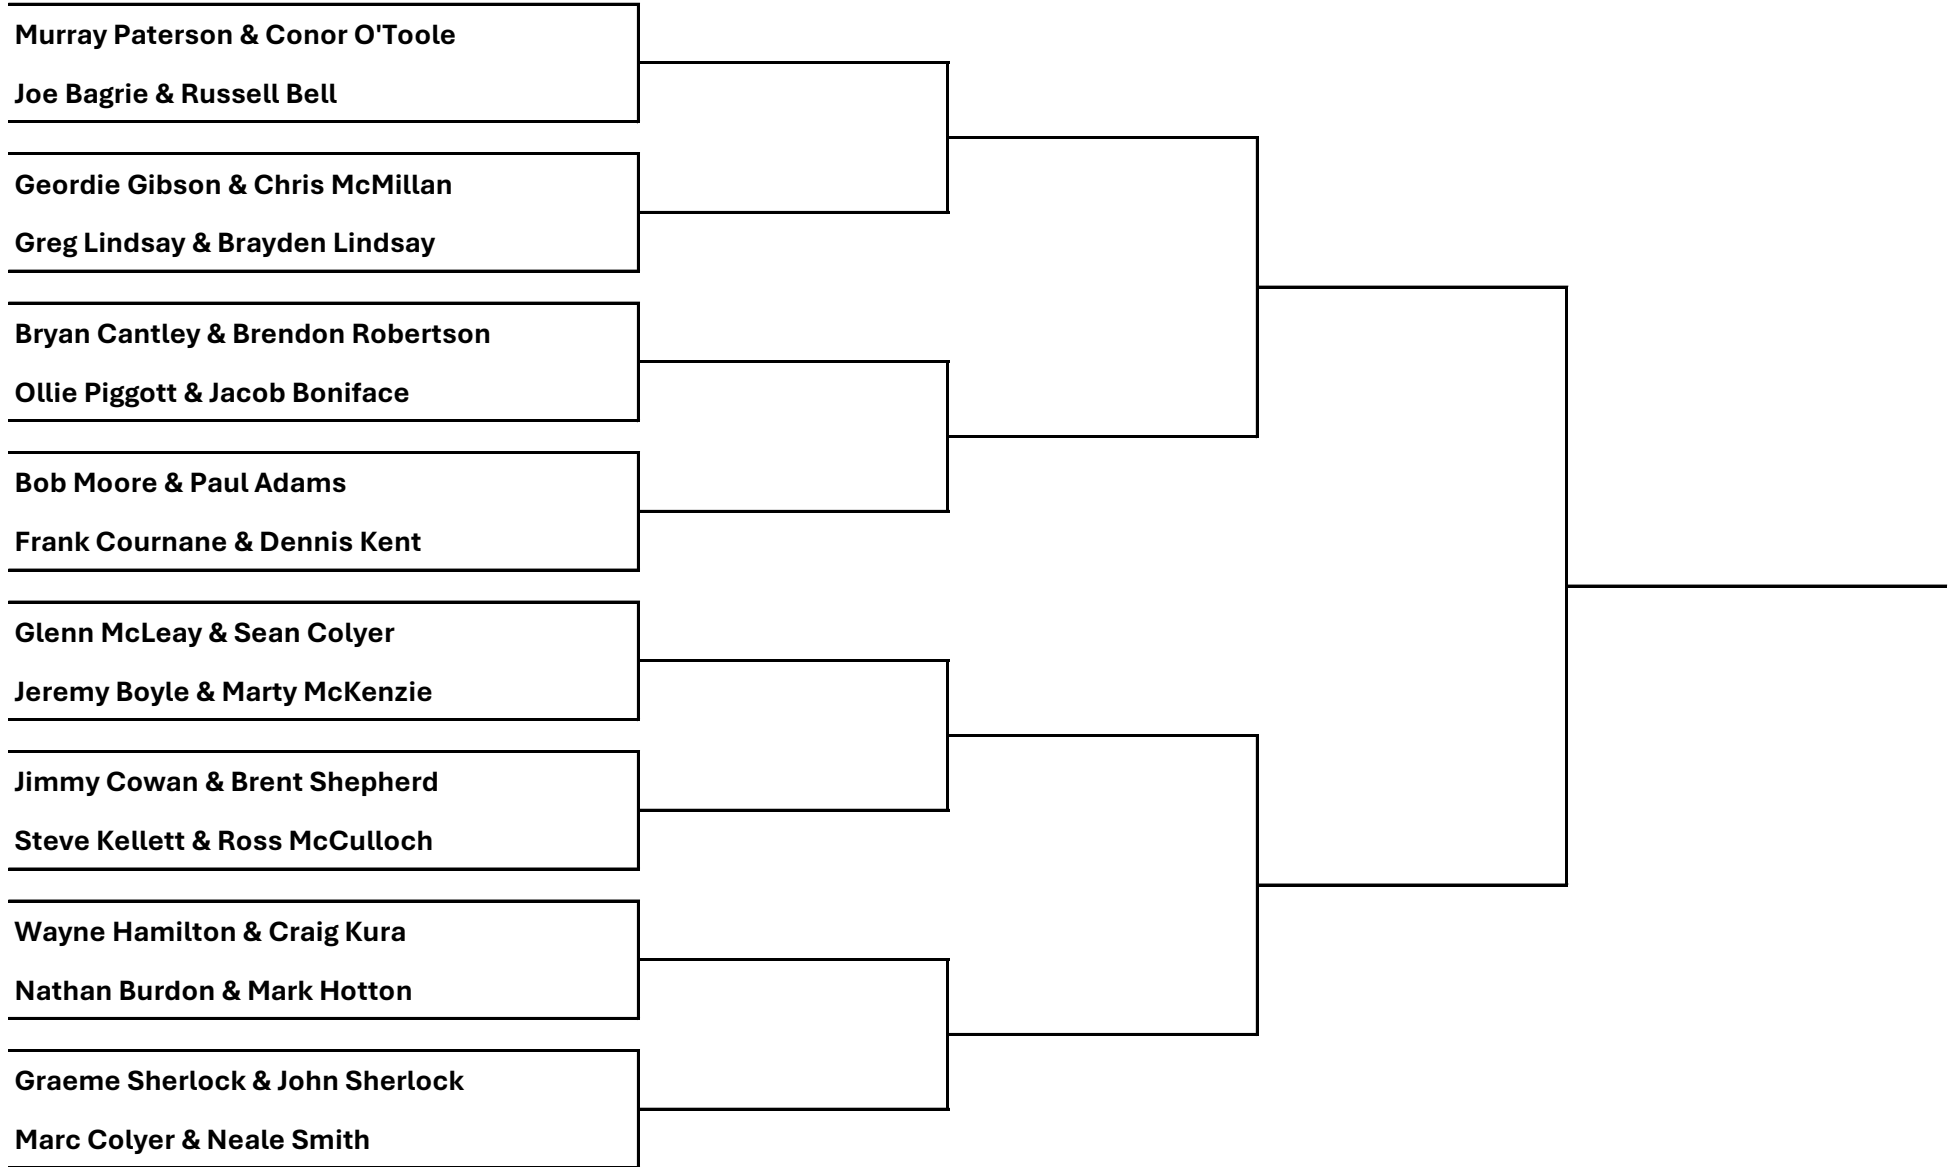 Murray Paterson & Conor O'Toole
Joe Bagrie & Russell Bell
Geordie Gibson & Chris McMillan
Greg Lindsay & Brayden Lindsay
Bryan Cantley & Brendon Robertson
Ollie Piggott & Jacob Boniface
Bob Moore & Paul Adams
Frank Cournane & Dennis Kent
Glenn McLeay & Sean Colyer
Jeremy Boyle & Marty McKenzie
Jimmy Cowan & Brent Shepherd
Steve Kellett & Ross McCulloch
Wayne Hamilton & Craig Kura
Nathan Burdon & Mark Hotton
Graeme Sherlock & John Sherlock
Marc Colyer & Neale Smith